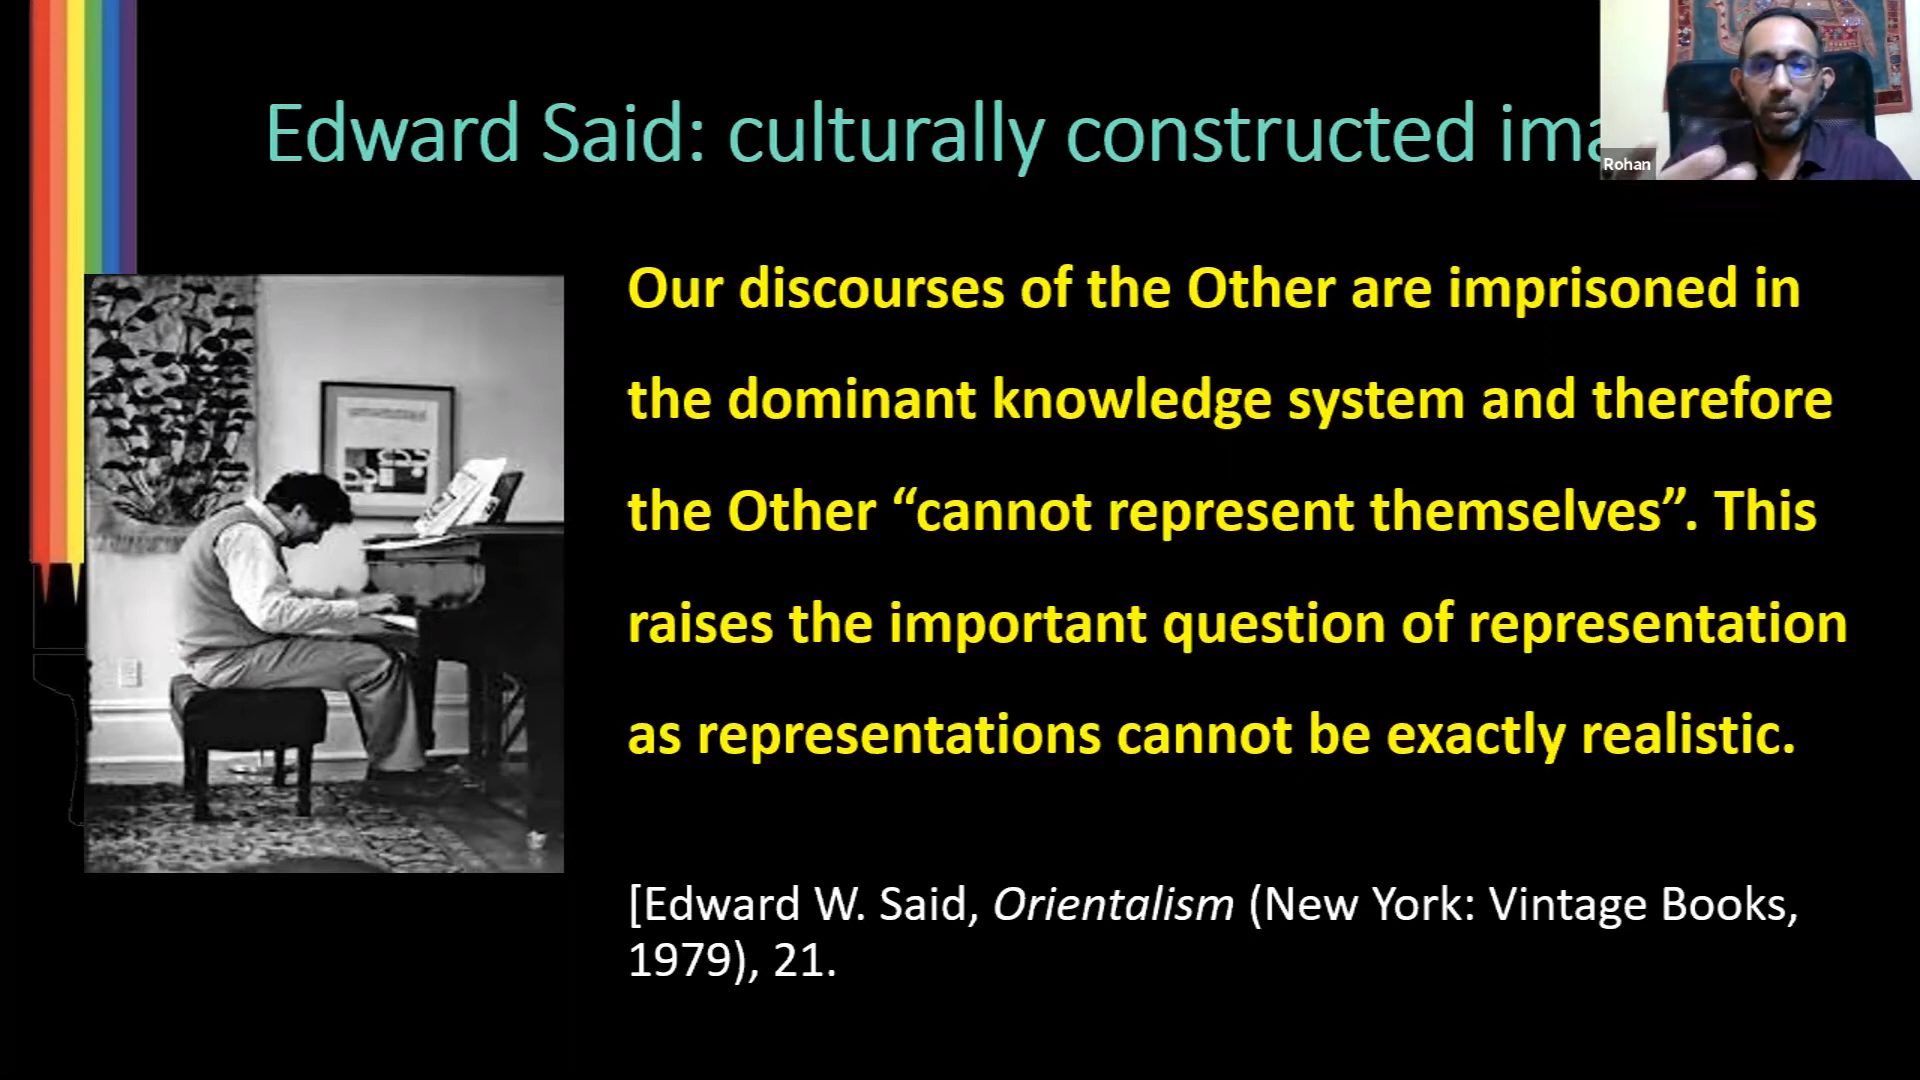 Edward Said: culturally constructed
Rohan
Our discourses of the Other are imprisoned in
the dominant knowledge system and therefore
the Other “cannot represent themselves”. This
raises the important question of representation
as representations cannot be exactly realistic.
[Edward W. Said, Orientalism (New York: Vintage Books,
1979), 21.